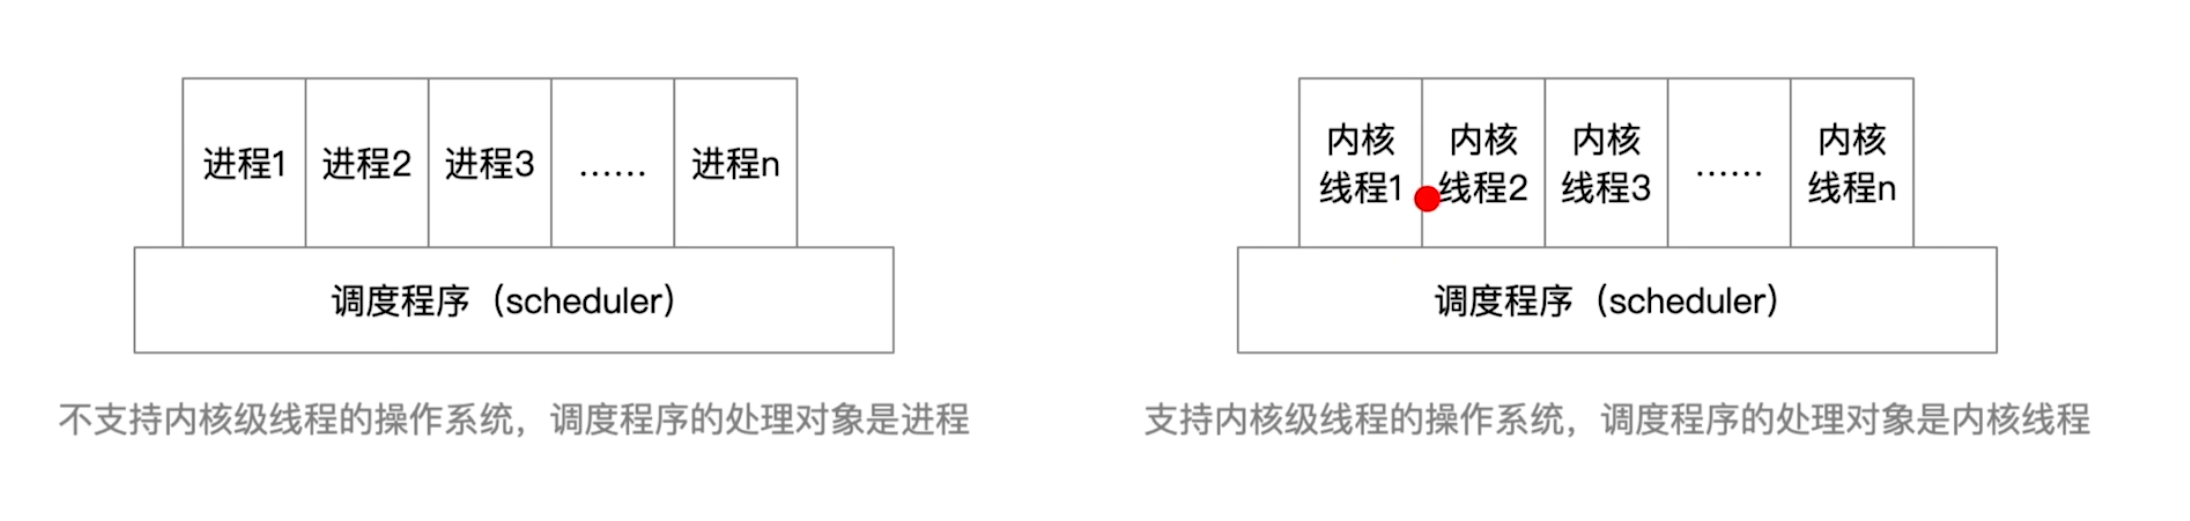 进程1
进程2
进程3
……
进程n
调度程序（scheduler）
不支持内核级线程的操作系统，调度程序的处理对象是进程
内核
线程1
内核
线程2
内核
线程3
……
内核
线程n
调度程序（scheduler）
支持内核级线程的操作系统，调度程序的处理对象是内核线程